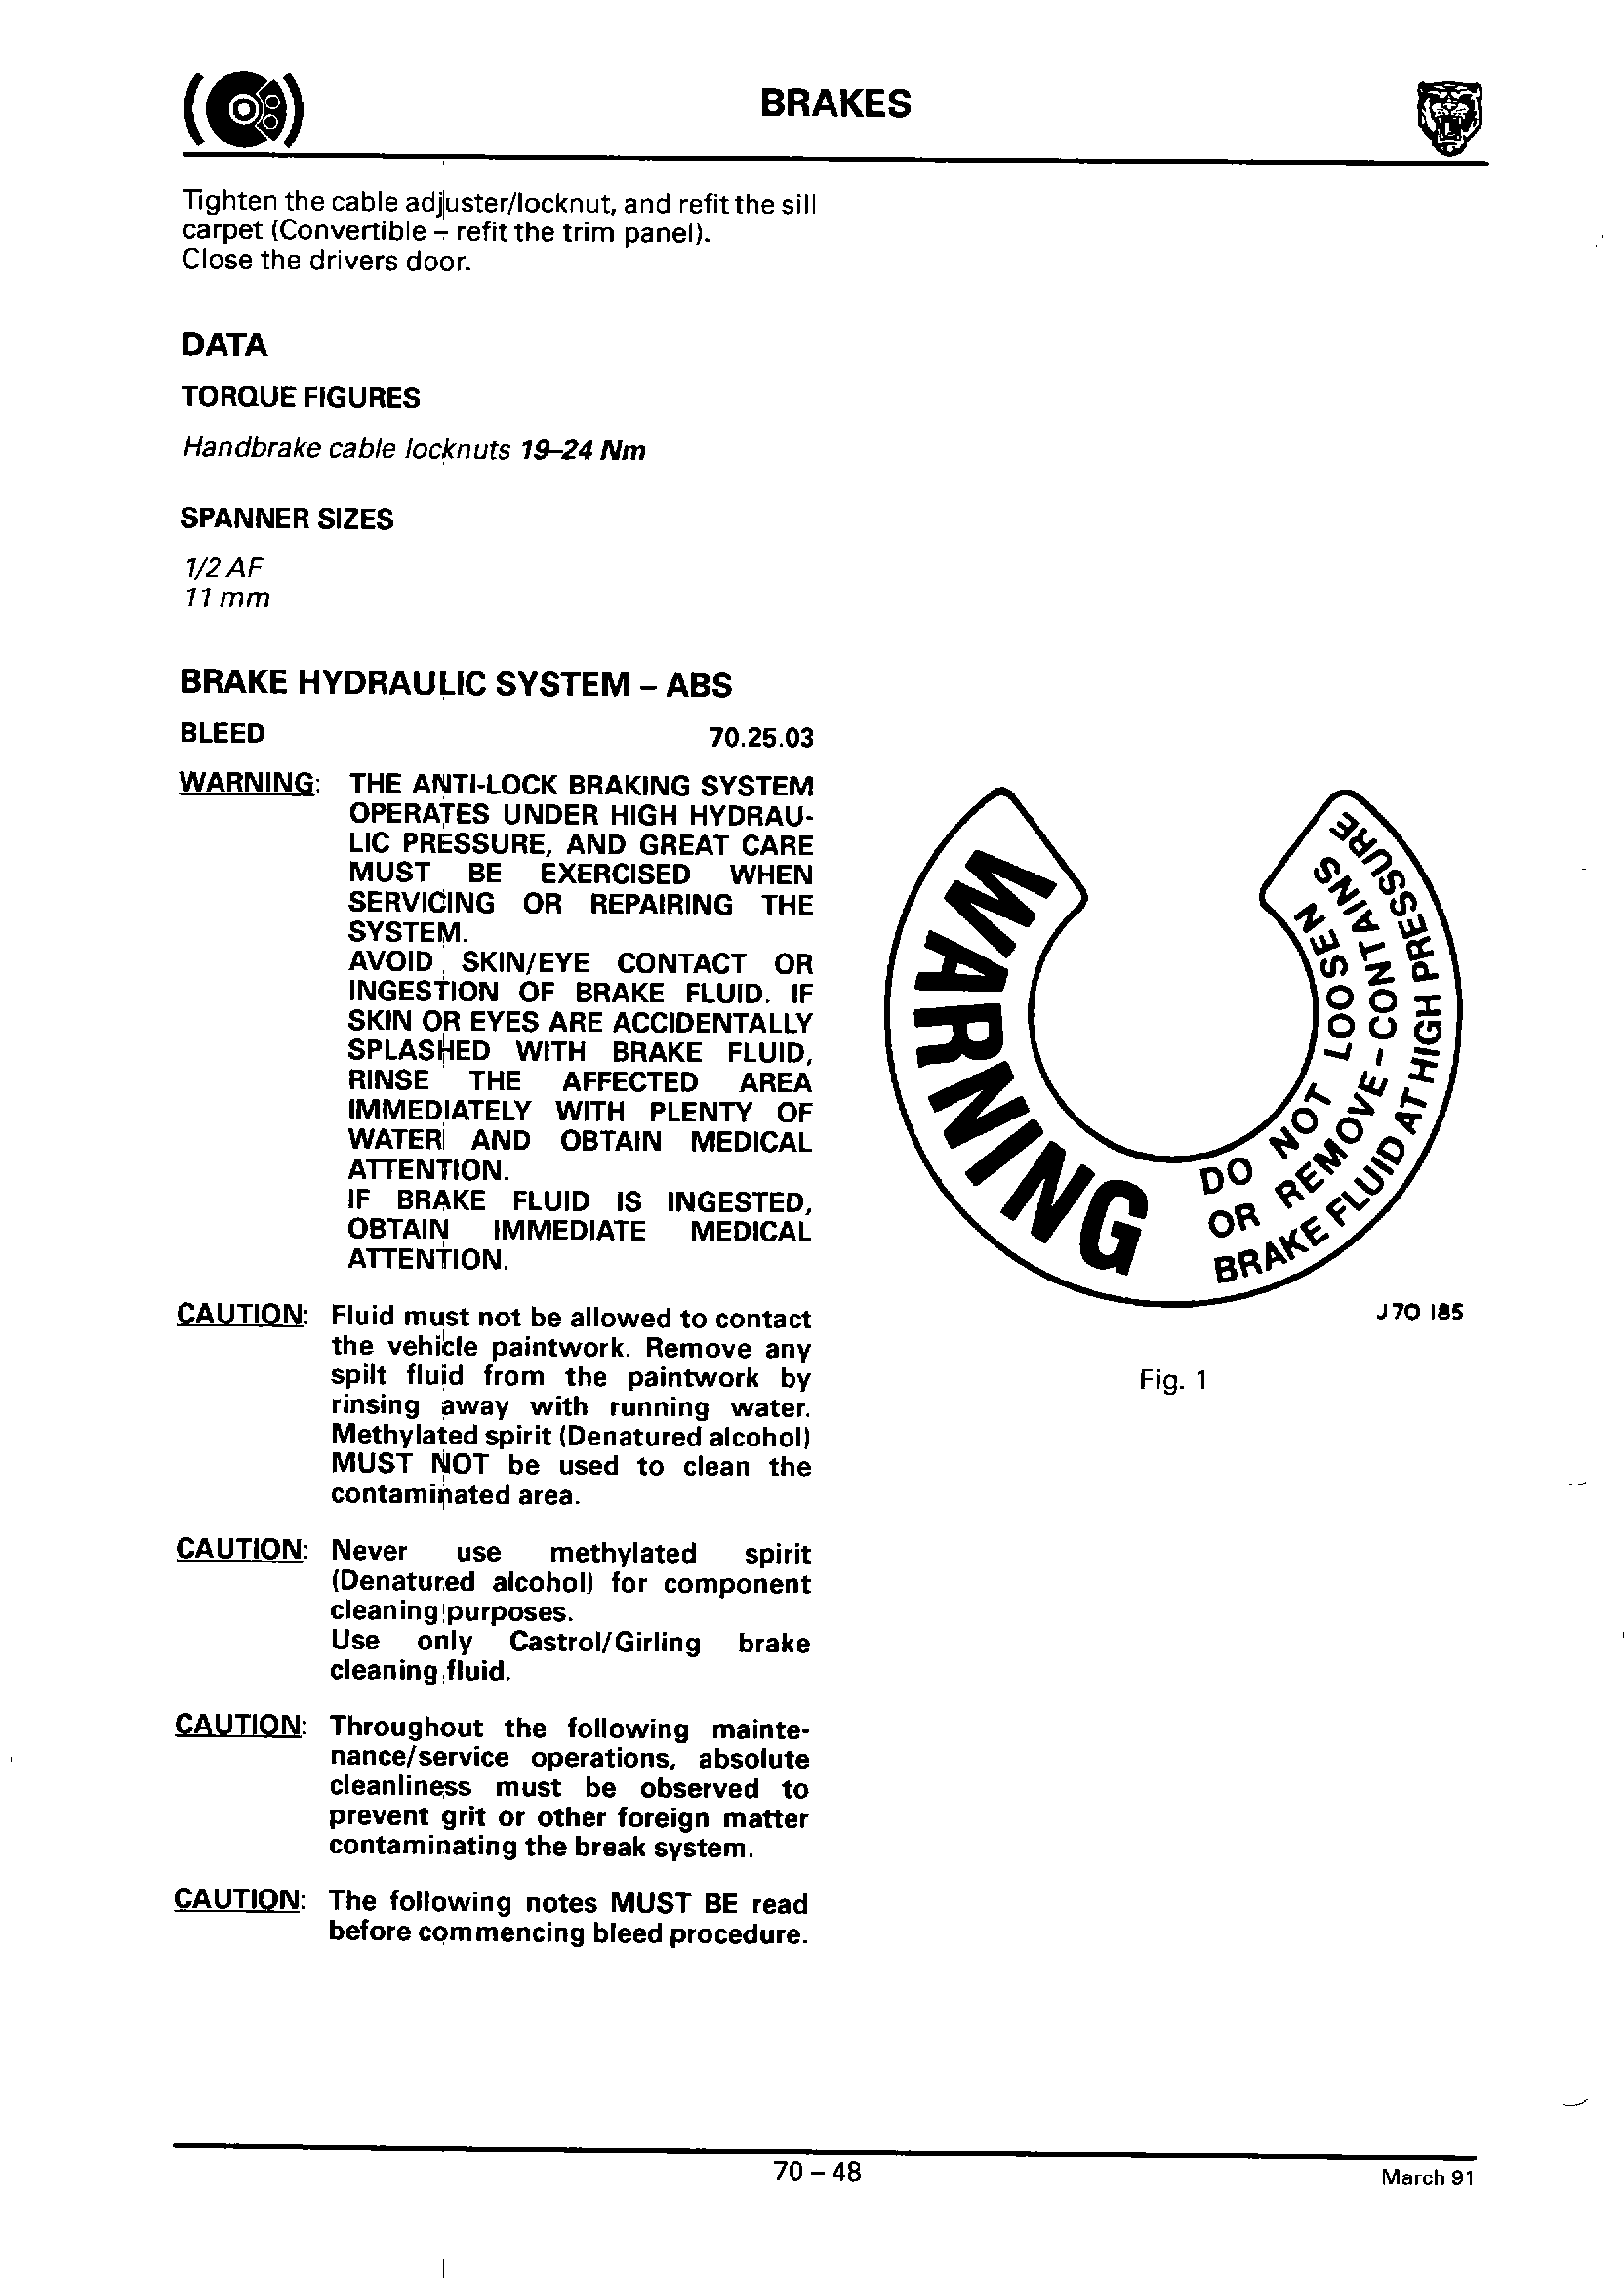 BRAKES
Tighten the cable adjuster/locknut, and refit the sill
carpet (Convertible – refit the trim panel).
Close the drivers door.
DATA
TORQUE FIGURES
Handbrake cable locknuts 19–24 Nm
SPANNER SIZES
1/2 AF
11 mm
BRAKE HYDRAULIC SYSTEM – ABS
BLEED 70.25.03
WARNING: THE ANTI-LOCK BRAKING SYSTEM
OPERATES UNDER HIGH HYDRAU-
LIC PRESSURE, AND GREAT CARE
MUST BE EXERCISED WHEN
SERVICING OR REPAIRING THE
SYSTEM.
AVOID SKIN/EYE CONTACT OR
INGESTION OF BRAKE FLUID. IF
SKIN OR EYES ARE ACCIDENTALLY
SPLASHED WITH BRAKE FLUID,
RINSE THE AFFECTED AREA
IMMEDIATELY WITH PLENTY OF
WATER AND OBTAIN MEDICAL
ATTENTION.
IF BRAKE FLUID IS INGESTED,
OBTAIN IMMEDIATE MEDICAL
ATTENTION.
CAUTION: Fluid must not be allowed to contact
the vehicle paintwork. Remove any
spilt fluid from the paintwork by
rinsing away with running water.
Methylated spirit (Denatured alcohol)
MUST NOT be used to clean the
contaminated area.
CAUTION: Never use methylated spirit
(Denatured alcohol) for component
cleaning purposes.
Use only Castrol/Girling brake
cleaning fluid.
CAUTION: Throughout the following mainte-
nance/service operations, absolute
cleanliness must be observed to
prevent grit or other foreign matter
contaminating the break system.
CAUTION: The following notes MUST BE read
before commencing bleed procedure.
WARNING
DO NOT LOOSEN
OR REMOVE-CONTAINS
BRAKE FLUID AT HIGH PRESSURE
J70 185
Fig. 1
70 – 48
March 91